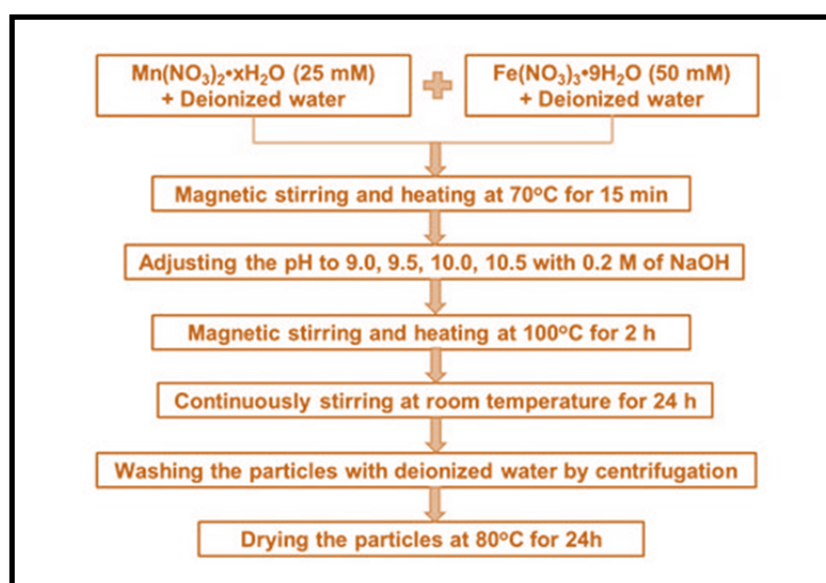 Mn(NO₃)₂•xH₂O (25 mM)
+ Deionized water
Fe(NO₃)₃•9H₂O (50 mM)
+ Deionized water
Magnetic stirring and heating at 70ºC for 15 min
Adjusting the pH to 9.0, 9.5, 10.0, 10.5 with 0.2 M of NaOH
Magnetic stirring and heating at 100ºC for 2 h
Continuously stirring at room temperature for 24 h
Washing the particles with deionized water by centrifugation
Drying the particles at 80ºC for 24h